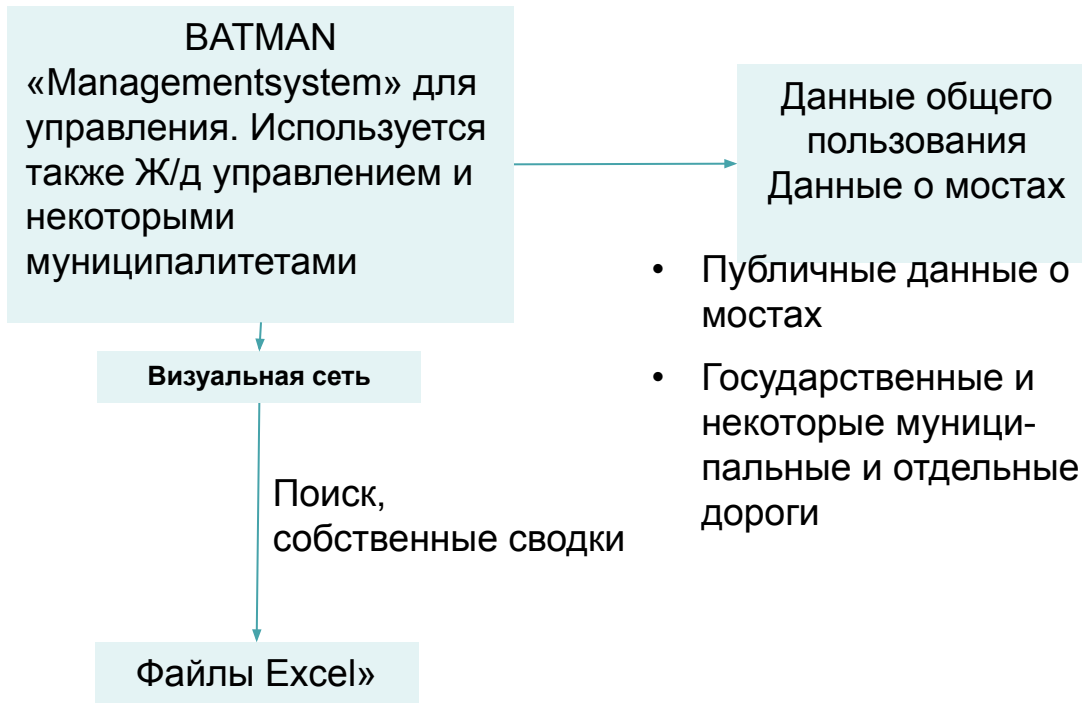 BATMAN
«Managementsystem» для
управления. Используется
также Ж/д управлением и
некоторыми
муниципалитетами
Данные общего
пользования
Данные о мостах
• Публичные данные о
мостах
• Государственные и
некоторые муници-
пальные и отдельные
дороги
Визуальная сеть
Поиск,
собственные сводки
Файлы Excel»